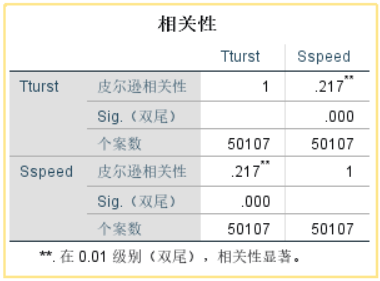 相关性
Tturst Sspeed
Tturst 皮尔逊相关性 1 .217**
Sig.（双尾） .000
个案数 50107 50107
Sspeed 皮尔逊相关性 .217** 1
Sig.（双尾） .000
个案数 50107 50107
**. 在 0.01 级别（双尾），相关性显著。